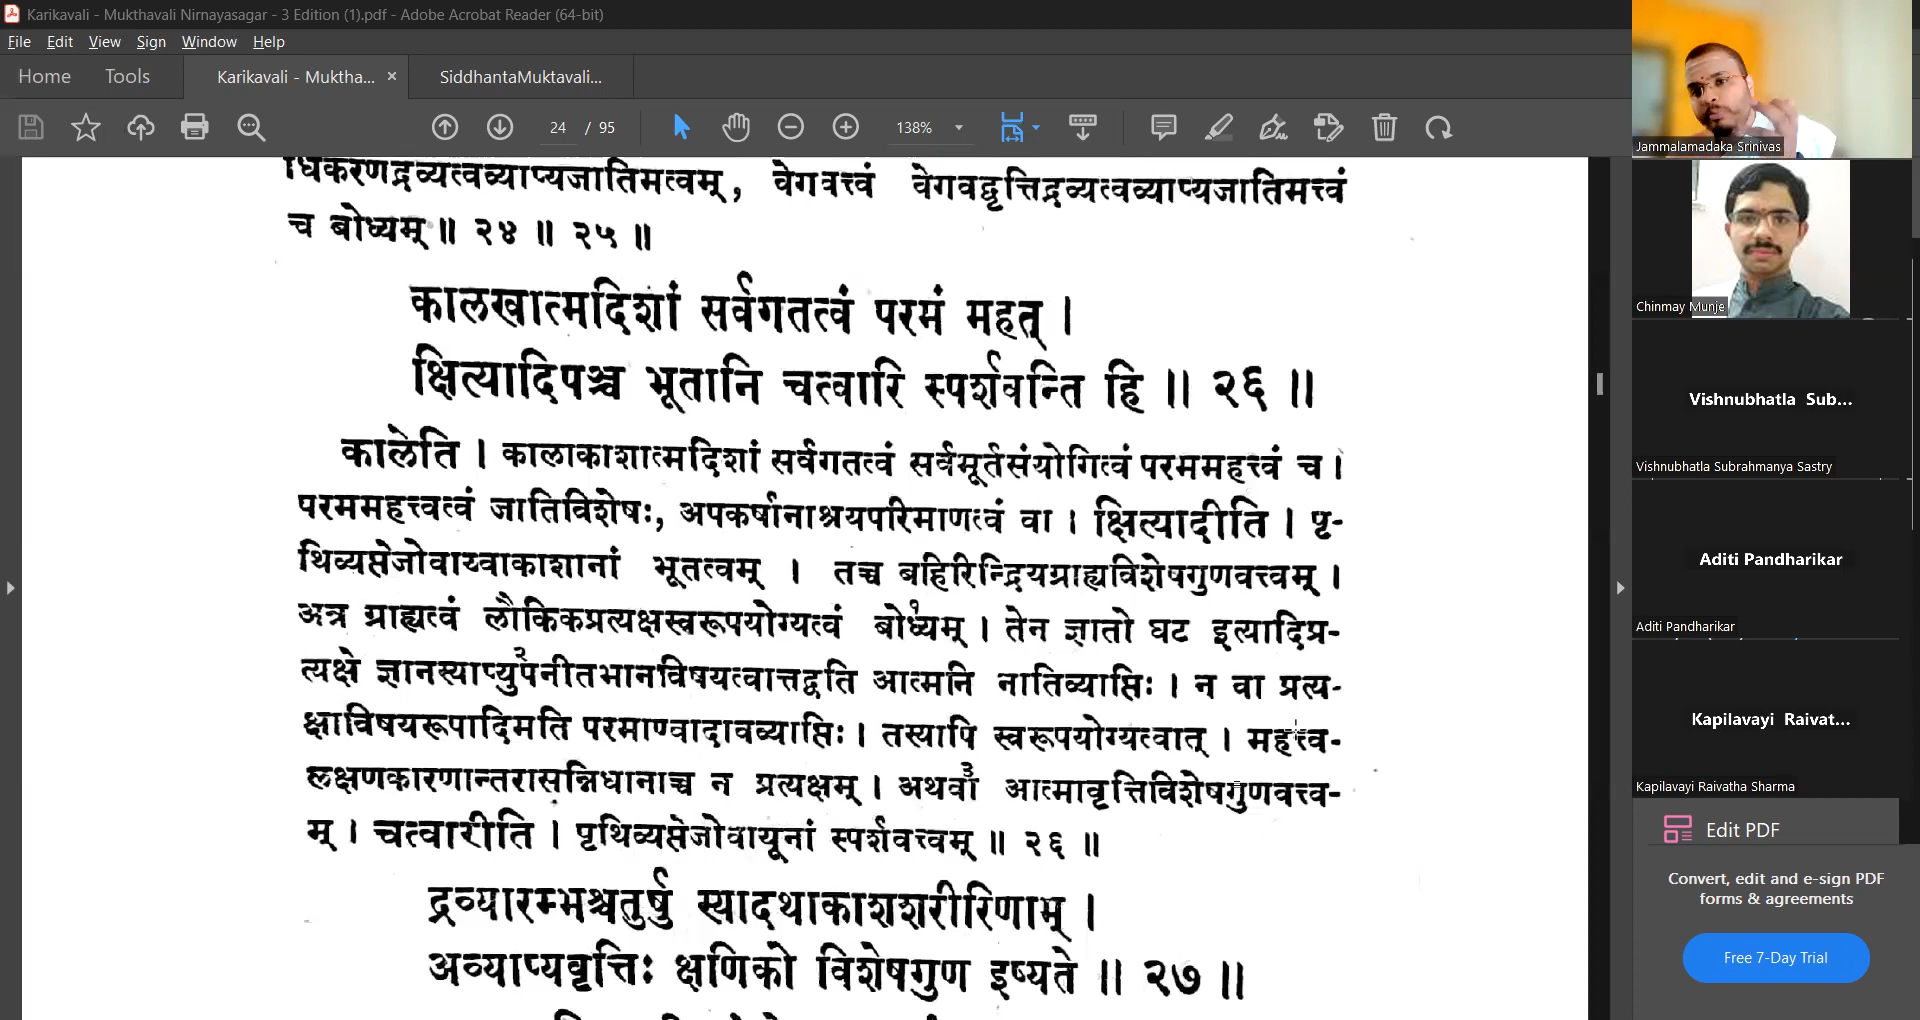 Karikavali - Mukthavali Nirnayasagar - 3 Edition (1).pdf - Adobe Acrobat Reader (64-bit)
File Edit View Sign Window Help
Home Tools Karikavali - Muktha... × SiddhantaMuktavali...
24 / 95 138%
धिकरणद्रव्यत्वव्याप्यजातिमत्वम्, वेगवत्त्वं वेगवद्वृत्तिद्रव्यत्वव्याप्यजातिमत्त्वं
च बोध्यम् ॥ २४ ॥ २५ ॥
कालखात्मदिशां सर्वगतत्वं परमं महत् ।
क्षित्यादिपञ्च भूतानि चत्वारि स्पर्शवन्ति हि ॥ २६ ॥
कालेति । कालाकाशात्मदिशां सर्वगतत्वं सर्वमूर्तसंयोगित्वं परममहत्त्वं च ।
परममहत्त्वत्वं जातिविशेषः, अपकर्षानाश्रयपरिमाणत्वं वा । क्षित्यादीति । पृ-
थिव्यप्तेजोवाय्वाकाशानां भूतत्वम् । तच्च बहिरिन्द्रियग्राह्यविशेषगुणवत्त्वम् ।
अत्र ग्राह्यत्वं लौकिकप्रत्यक्षस्वरूपयोग्यत्वं बोध्यम्१ । तेन ज्ञातो घट इत्यादिप्र-
त्यक्षे ज्ञानस्याप्युपनीतभानविषयत्वात्तद्वति आत्मनि नातिव्याप्तिः । न वा प्रत्य-
क्षाविषयरूपादिमति परमाण्वादावव्याप्तिः । तस्यापि स्वरूपयोग्यत्वात् । महत्त्व-
लक्षणकारणान्तरासन्निधानाच्च न प्रत्यक्षम् । अथवा३ आत्मावृत्तिविशेषगुणवत्त्व-
म् । चत्वारीति । पृथिव्यप्तेजोवायूनां स्पर्शवत्त्वम् ॥ २६ ॥
द्रव्यारम्भश्चतुर्षु स्यादथाकाशशरीरिणाम् ।
अव्याप्यवृत्तिः क्षणिको विशेषगुण इष्यते ॥ २७ ॥
Jammalamadaka Srinivas
Chinmay Munje
Vishnubhatla Sub...
Vishnubhatla Subrahmanya Sastry
Aditi Pandharikar
Aditi Pandharikar
Kapilavayi Raivat...
Kapilavayi Raivatha Sharma
Edit PDF
Convert, edit and e-sign PDF
forms & agreements
Free 7-Day Trial